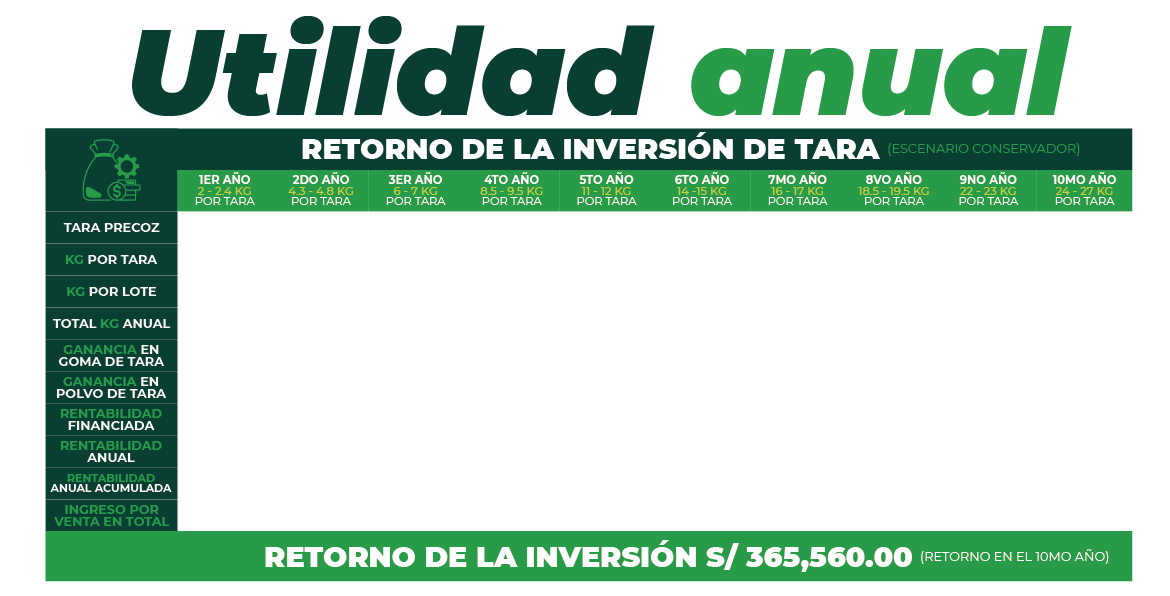 Utilidad anual
RETORNO DE LA INVERSIÓN DE TARA (ESCENARIO CONSERVADOR)
1ER AÑO 2DO AÑO 3ER AÑO 4TO AÑO 5TO AÑO 6TO AÑO 7MO AÑO 8VO AÑO 9NO AÑO 10MO AÑO
2 - 2.4 KG 4.3 - 4.8 KG 6 - 7 KG 8.5 - 9.5 KG 11 - 12 KG 14 -15 KG 16 - 17 KG 18.5 - 19.5 KG 22 - 23 KG 24 - 27 KG
POR TARA POR TARA POR TARA POR TARA POR TARA POR TARA POR TARA POR TARA POR TARA POR TARA
TARA PRECOZ
KG POR TARA
KG POR LOTE
TOTAL KG ANUAL
GANANCIA EN
GOMA DE TARA
GANANCIA EN
POLVO DE TARA
RENTABILIDAD
FINANCIADA
RENTABILIDAD
ANUAL
RENTABILIDAD
ANUAL ACUMULADA
INGRESO POR
VENTA EN TOTAL
RETORNO DE LA INVERSIÓN S/ 365,560.00 (RETORNO EN EL 10MO AÑO)